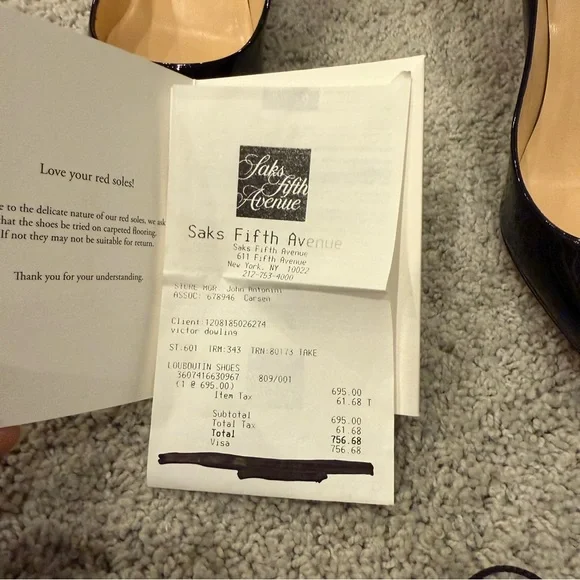 Love your red soles!
e to the delicate nature of our red soles, we ask
hat the shoes be tried on carpeted flooring.
If not they may not be suitable for return.
Thank you for your understanding.
Saks
Fifth
Avenue
Saks Fifth Avenue
Saks Fifth Avenue
611 Fifth Avenue
New York, NY 10022
212-753-4000
STORE MGR: John Antonini
ASSOC: 678946 Carsen
Client:1208185026274
victor dowling
ST:601 TRM:343 TRN:80173 TAKE
LOUBOUTIN SHOES
3607416630967 809/001
(1 @ 695.00) 695.00
Item Tax 61.68 T
Subtotal 695.00
Total Tax 61.68
Total 756.68
Visa 756.68